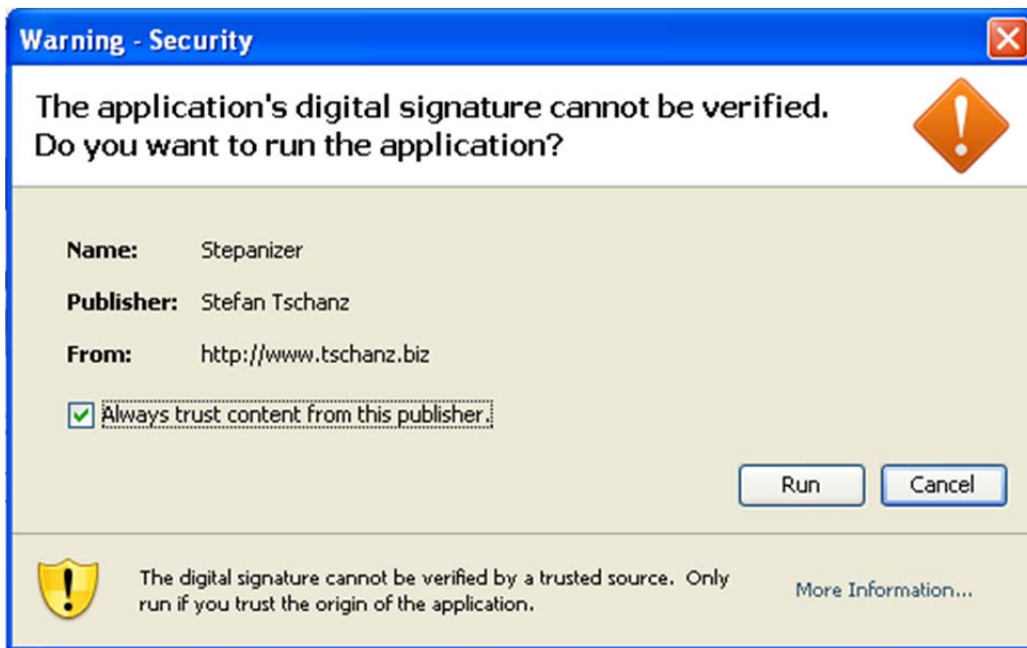 Warning - Security
The application's digital signature cannot be verified.
Do you want to run the application?
Name: Stepanizer
Publisher: Stefan Tschanz
From: http://www.tschanz.biz
Always trust content from this publisher.
Run Cancel
The digital signature cannot be verified by a trusted source. Only
run if you trust the origin of the application.
More Information...